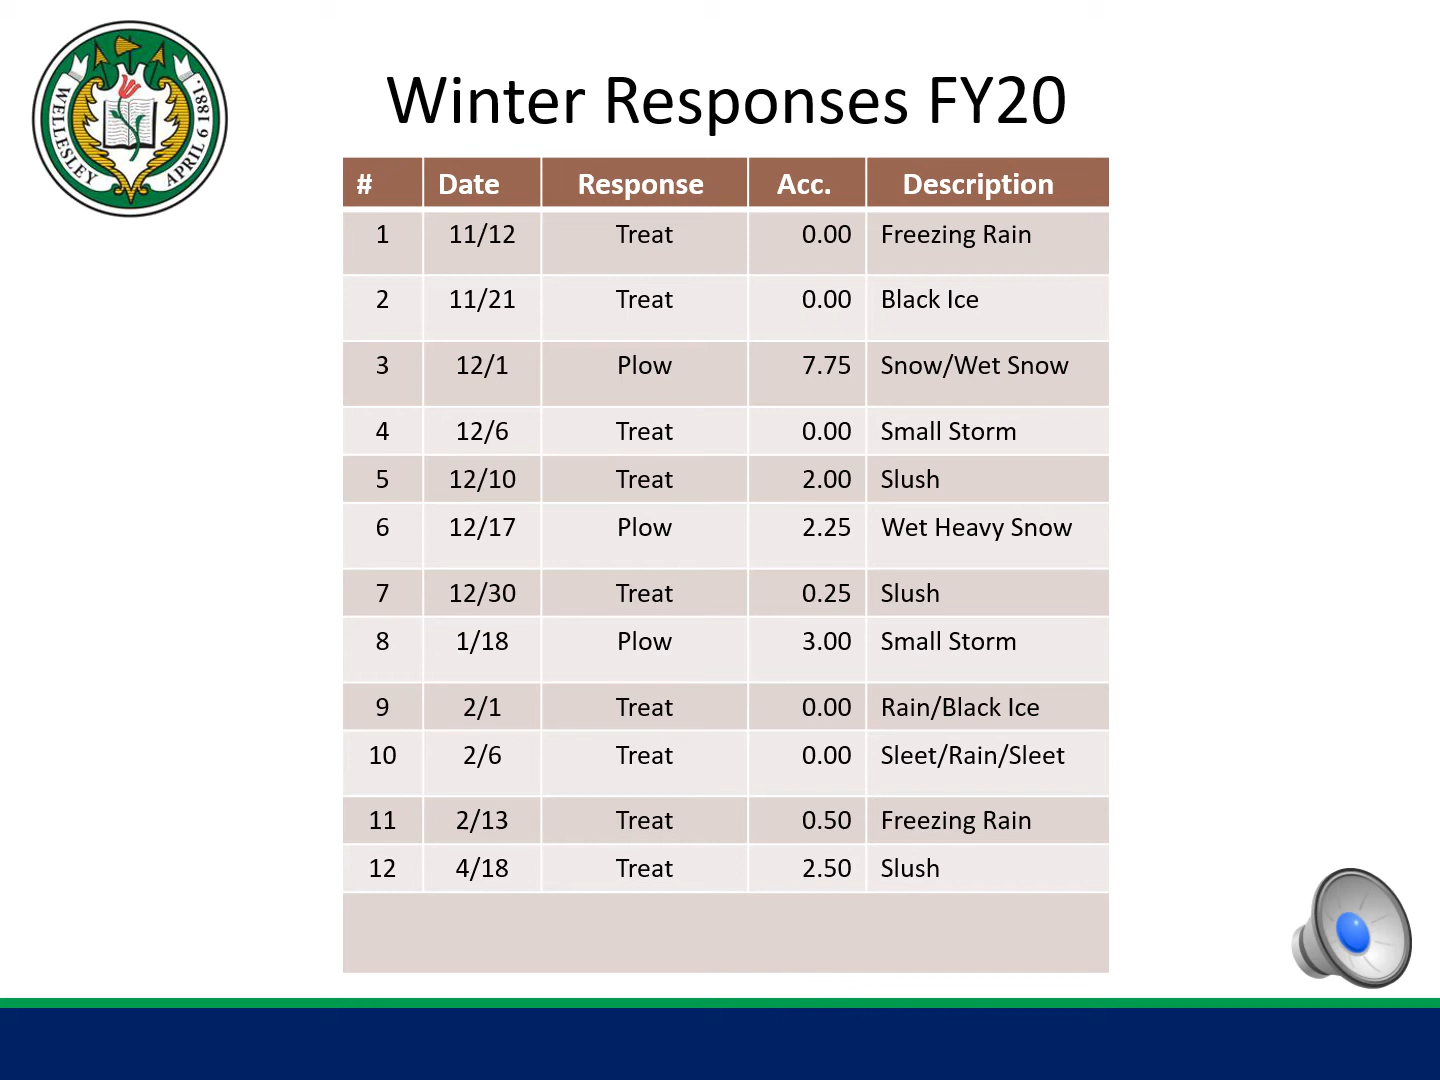 WELLESLEY
APRIL 6 1881.
Winter Responses FY20
# Date Response Acc. Description
1 11/12 Treat 0.00 Freezing Rain
2 11/21 Treat 0.00 Black Ice
3 12/1 Plow 7.75 Snow/Wet Snow
4 12/6 Treat 0.00 Small Storm
5 12/10 Treat 2.00 Slush
6 12/17 Plow 2.25 Wet Heavy Snow
7 12/30 Treat 0.25 Slush
8 1/18 Plow 3.00 Small Storm
9 2/1 Treat 0.00 Rain/Black Ice
10 2/6 Treat 0.00 Sleet/Rain/Sleet
11 2/13 Treat 0.50 Freezing Rain
12 4/18 Treat 2.50 Slush